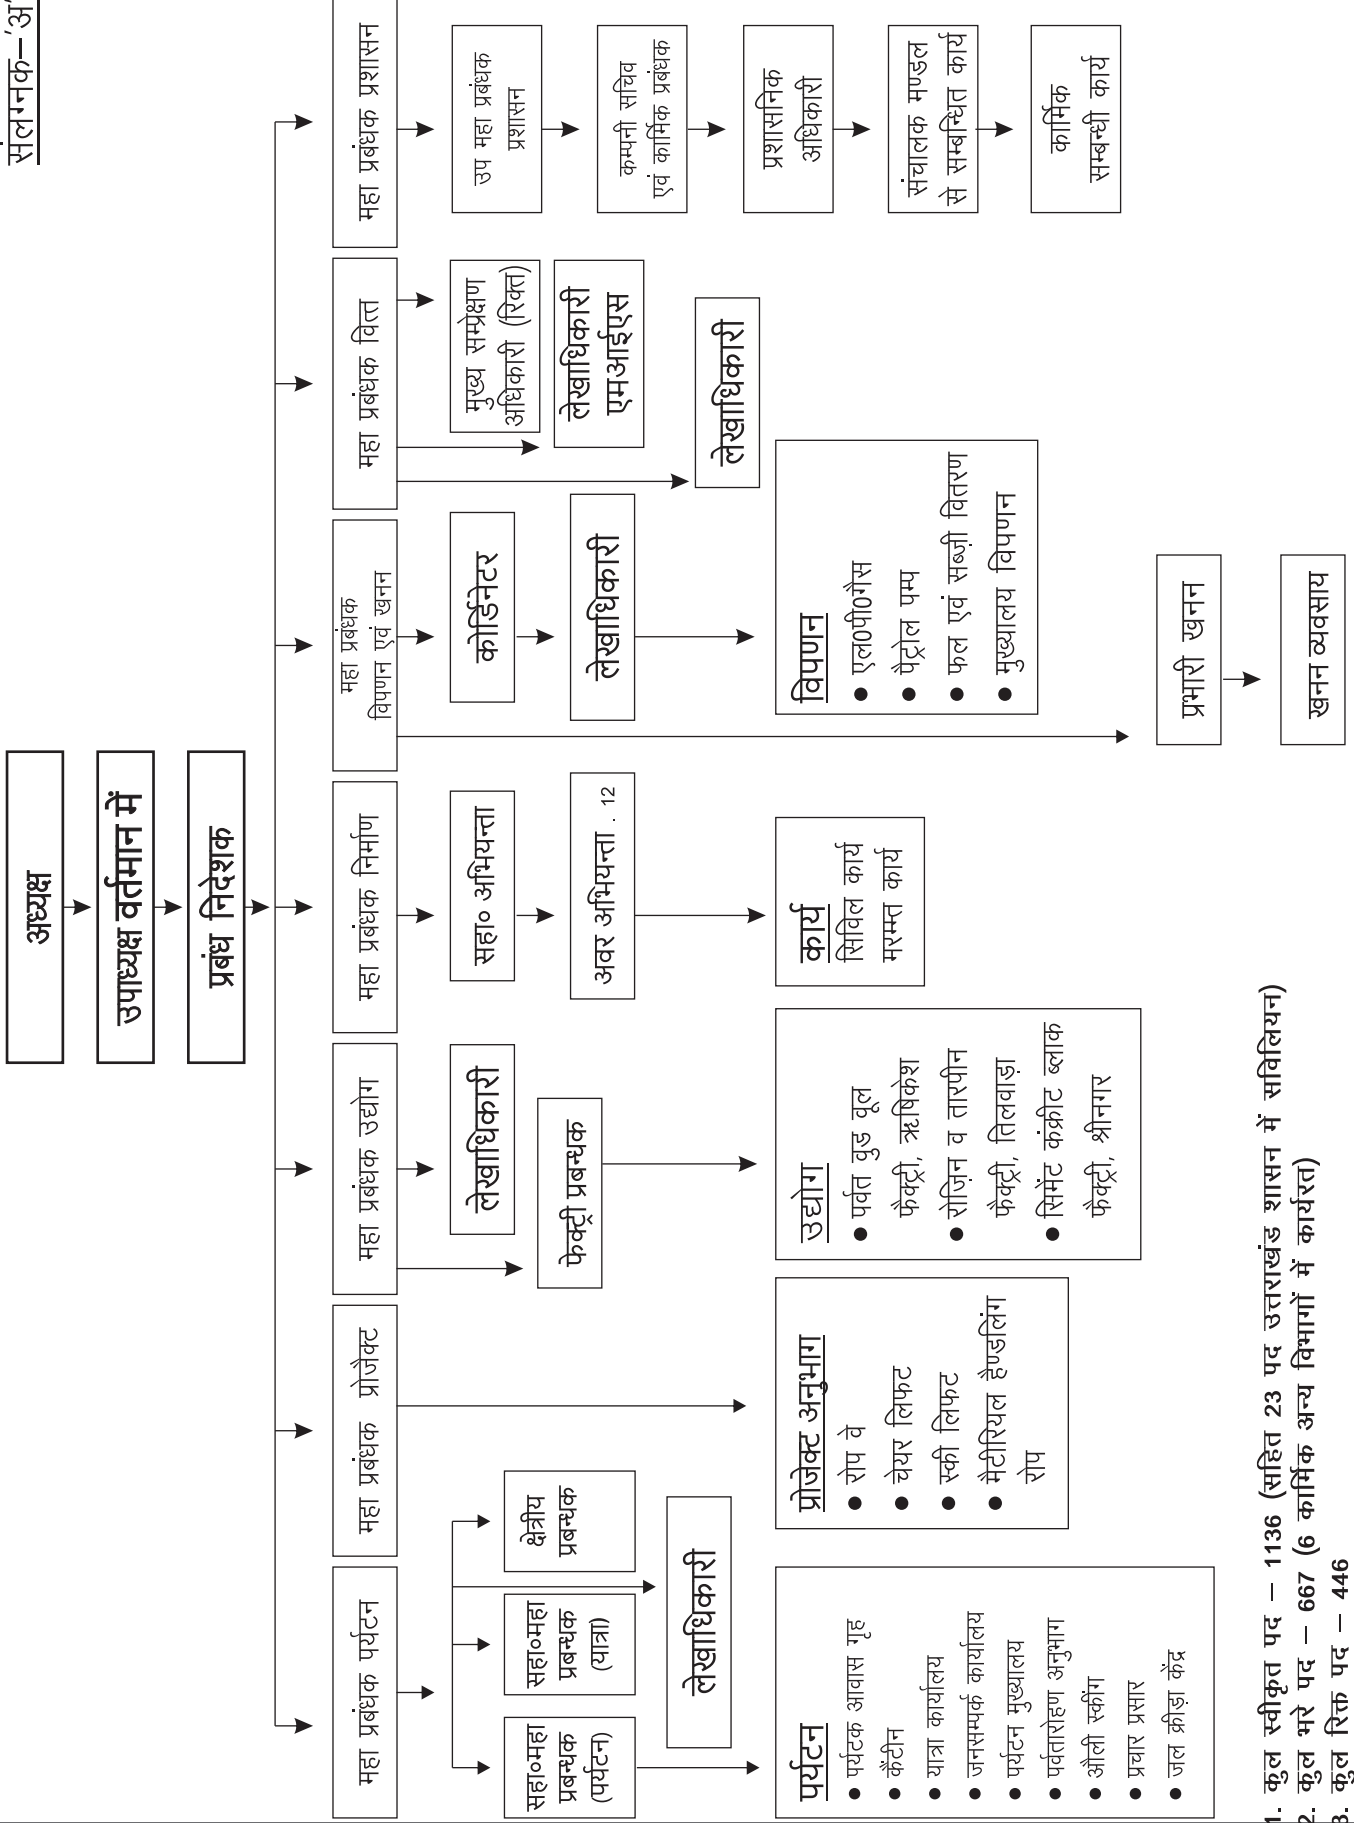 संलग्नक–'अ'
अध्यक्ष
उपाध्यक्ष वर्तमान में
प्रबंध निदेशक
महा प्रबंधक पर्यटन
सहा०महा
प्रबन्धक
(पर्यटन)
सहा०महा
प्रबन्धक
(यात्रा)
क्षेत्रीय
प्रबन्धक
लेखाधिकारी
पर्यटन
● पर्यटक आवास गृह
● कैंटीन
● यात्रा कार्यालय
● जनसम्पर्क कार्यालय
● पर्यटन मुख्यालय
● पर्वतारोहण अनुभाग
● औली स्कींग
● प्रचार प्रसार
● जल क्रीड़ा केंद्र
महा प्रबंधक प्रोजेक्ट
प्रोजेक्ट अनुभाग
● रोप वे
● चेयर लिफट
● स्की लिफट
● मैटीरियल हैण्डलिंग
रोप
महा प्रबंधक उद्योग
लेखाधिकारी
फेक्ट्री प्रबन्धक
उद्योग
● पर्वत वुड वूल
फैक्ट्री, ऋषिकेश
● रोजिन व तारपीन
फैक्ट्री, तिलवाड़ा
● सिमेंट कंक्रीट ब्लाक
फैक्ट्री, श्रीनगर
महा प्रबंधक निर्माण
सहा० अभियन्ता
अवर अभियन्ता . 12
कार्य
सिविल कार्य
मरम्म्त कार्य
महा प्रबंधक
विपणन एवं खनन
कोर्डिनेटर
लेखाधिकारी
विपणन
● एल0पी0गैस
● पैट्रोल पम्प
● फल एवं सब्ज़ी वितरण
● मुख्यालय विपणन
प्रभारी खनन
खनन व्यवसाय
महा प्रबंधक वित्त
मुख्य सम्प्रेक्षण
अधिकारी (रिक्त)
लेखाधिकारी
एमआईएस
लेखाधिकारी
महा प्रबंधक प्रशासन
उप महा प्रबंधक
प्रशासन
कम्पनी सचिव
एवं कार्मिक प्रबंधक
प्रशासनिक
अधिकारी
संचालक मण्डल
से सम्बन्धित कार्य
कार्मिक
सम्बन्धी कार्य
1. कुल स्वीकृत पद – 1136 (सहित 23 पद उत्तराखंड शासन में संविलियन)
2. कुल भरे पद – 667 (6 कार्मिक अन्य विभागों में कार्यरत)
3. कुल रिक्त पद – 446